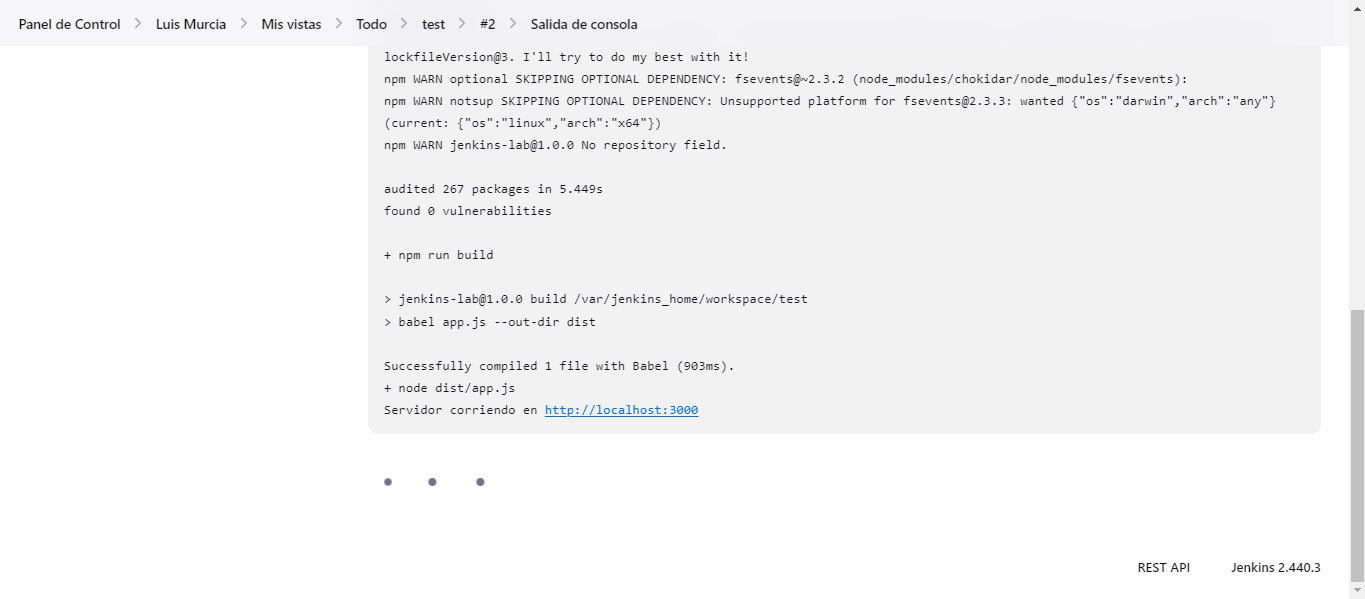 Panel de Control > Luis Murcia > Mis vistas > Todo > test > #2 > Salida de consola
lockfileVersion@3. I'll try to do my best with it!
npm WARN optional SKIPPING OPTIONAL DEPENDENCY: fsevents@~2.3.2 (node_modules/chokidar/node_modules/fsevents):
npm WARN notsup SKIPPING OPTIONAL DEPENDENCY: Unsupported platform for fsevents@2.3.3: wanted {"os":"darwin","arch":"any"}
(current: {"os":"linux","arch":"x64"})
npm WARN jenkins-lab@1.0.0 No repository field.
audited 267 packages in 5.449s
found 0 vulnerabilities
+ npm run build
> jenkins-lab@1.0.0 build /var/jenkins_home/workspace/test
> babel app.js --out-dir dist
Successfully compiled 1 file with Babel (903ms).
+ node dist/app.js
Servidor corriendo en http://localhost:3000
REST API Jenkins 2.440.3